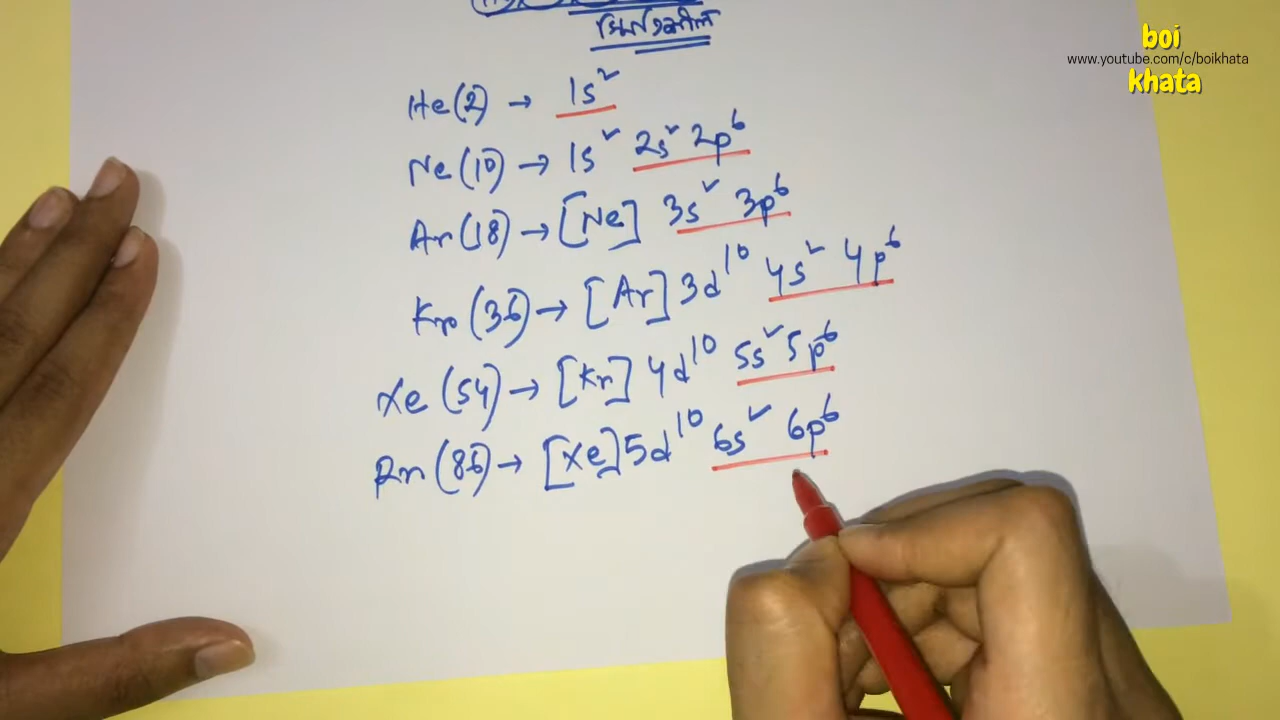 স্থিতিশীল
He(2) → 1s²
Ne(10) → 1s² 2s² 2p⁶
Ar(18) → [Ne] 3s² 3p⁶
Kr(36) → [Ar] 3d¹⁰ 4s² 4p⁶
Xe(54) → [Kr] 4d¹⁰ 5s² 5p⁶
Rn(86) → [Xe] 5d¹⁰ 6s² 6p⁶
boi
www.youtube.com/c/boikhata
khata